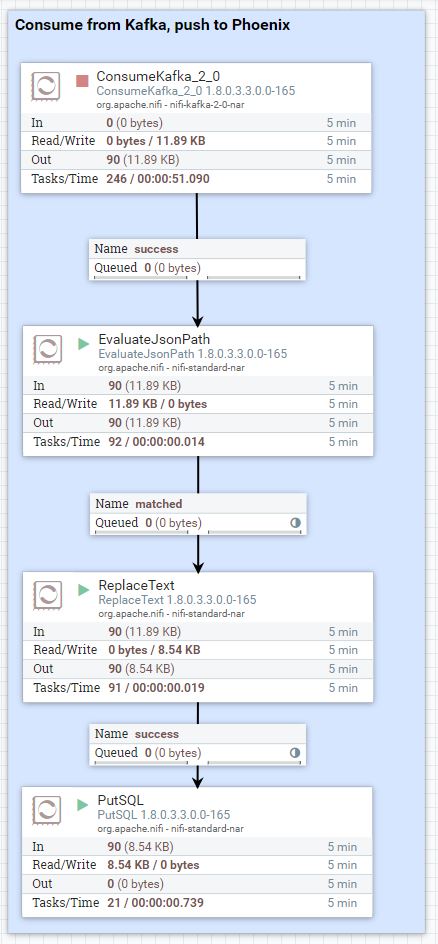 Consume from Kafka, push to Phoenix
ConsumeKafka_2_0
ConsumeKafka_2_0 1.8.0.3.3.0.0-165
org.apache.nifi - nifi-kafka-2-0-nar
In 0 (0 bytes) 5 min
Read/Write 0 bytes / 11.89 KB 5 min
Out 90 (11.89 KB) 5 min
Tasks/Time 246 / 00:00:51.090 5 min
Name success
Queued 0 (0 bytes)
EvaluateJsonPath
EvaluateJsonPath 1.8.0.3.3.0.0-165
org.apache.nifi - nifi-standard-nar
In 90 (11.89 KB) 5 min
Read/Write 11.89 KB / 0 bytes 5 min
Out 90 (11.89 KB) 5 min
Tasks/Time 92 / 00:00:00.014 5 min
Name matched
Queued 0 (0 bytes)
ReplaceText
ReplaceText 1.8.0.3.3.0.0-165
org.apache.nifi - nifi-standard-nar
In 90 (11.89 KB) 5 min
Read/Write 0 bytes / 8.54 KB 5 min
Out 90 (8.54 KB) 5 min
Tasks/Time 91 / 00:00:00.019 5 min
Name success
Queued 0 (0 bytes)
PutSQL
PutSQL 1.8.0.3.3.0.0-165
org.apache.nifi - nifi-standard-nar
In 90 (8.54 KB) 5 min
Read/Write 8.54 KB / 0 bytes 5 min
Out 0 (0 bytes) 5 min
Tasks/Time 21 / 00:00:00.739 5 min